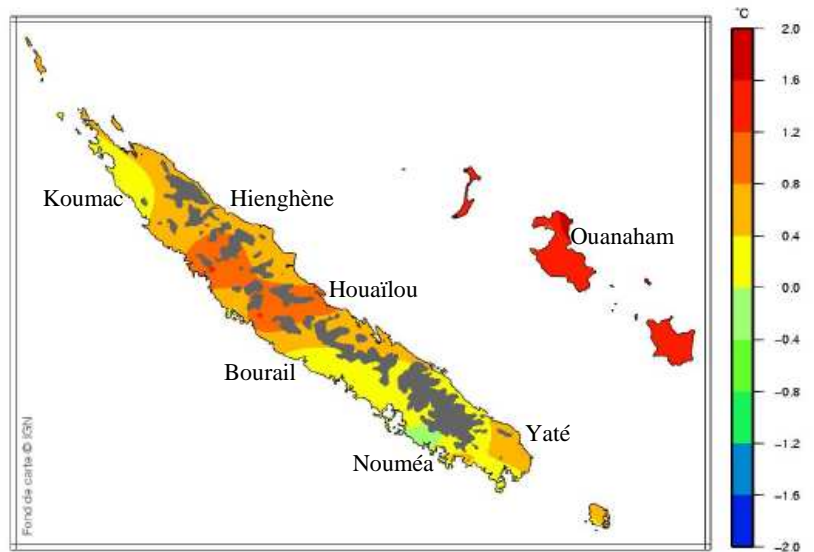 °C
2.0
1.6
1.2
0.8
0.4
0.0
-0.4
-0.8
-1.2
-1.6
-2.0
Koumac
Hienghène
Ouanaham
Houaïlou
Bourail
Yaté
Nouméa
Fond de carte © IGN